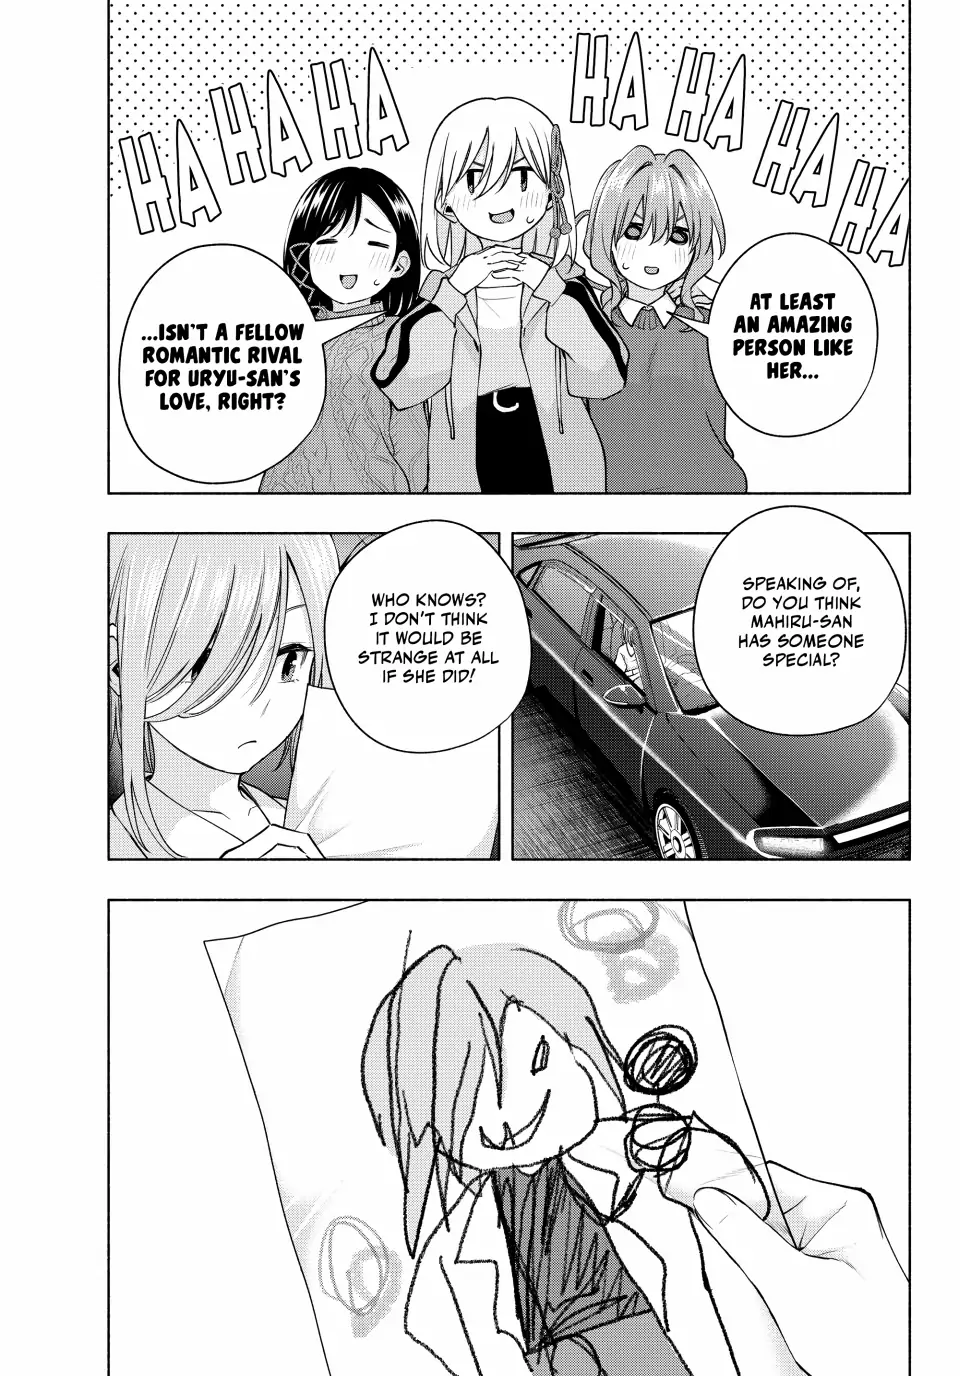 HA HA HA
HA HA HA HA
AT LEAST
AN AMAZING
PERSON LIKE
HER...
...ISN'T A FELLOW
ROMANTIC RIVAL
FOR URYU-SAN'S
LOVE, RIGHT?
SPEAKING OF,
DO YOU THINK
MAHIRU-SAN
HAS SOMEONE
SPECIAL?
WHO KNOWS?
I DON'T THINK
IT WOULD BE
STRANGE AT ALL
IF SHE DID!